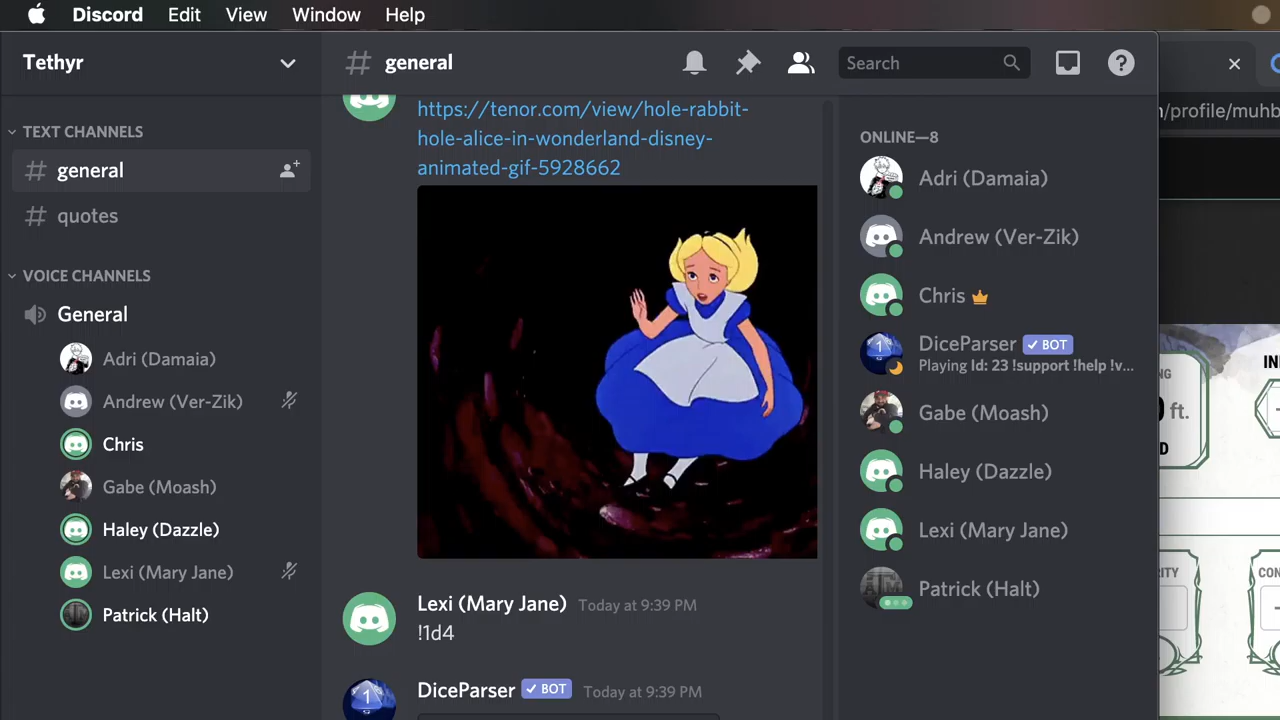 Discord Edit View Window Help
Tethyr
TEXT CHANNELS
general
quotes
VOICE CHANNELS
General
Adri (Damaia)
Andrew (Ver-Zik)
Chris
Gabe (Moash)
Haley (Dazzle)
Lexi (Mary Jane)
Patrick (Halt)
# general
Search
https://tenor.com/view/hole-rabbit-
hole-alice-in-wonderland-disney-
animated-gif-5928662
Lexi (Mary Jane) Today at 9:39 PM
!1d4
DiceParser ✓ BOT Today at 9:39 PM
ONLINE—8
Adri (Damaia)
Andrew (Ver-Zik)
Chris
DiceParser ✓ BOT
Playing Id: 23 !support !help !v...
Gabe (Moash)
Haley (Dazzle)
Lexi (Mary Jane)
Patrick (Halt)
/profile/muhb
ft.